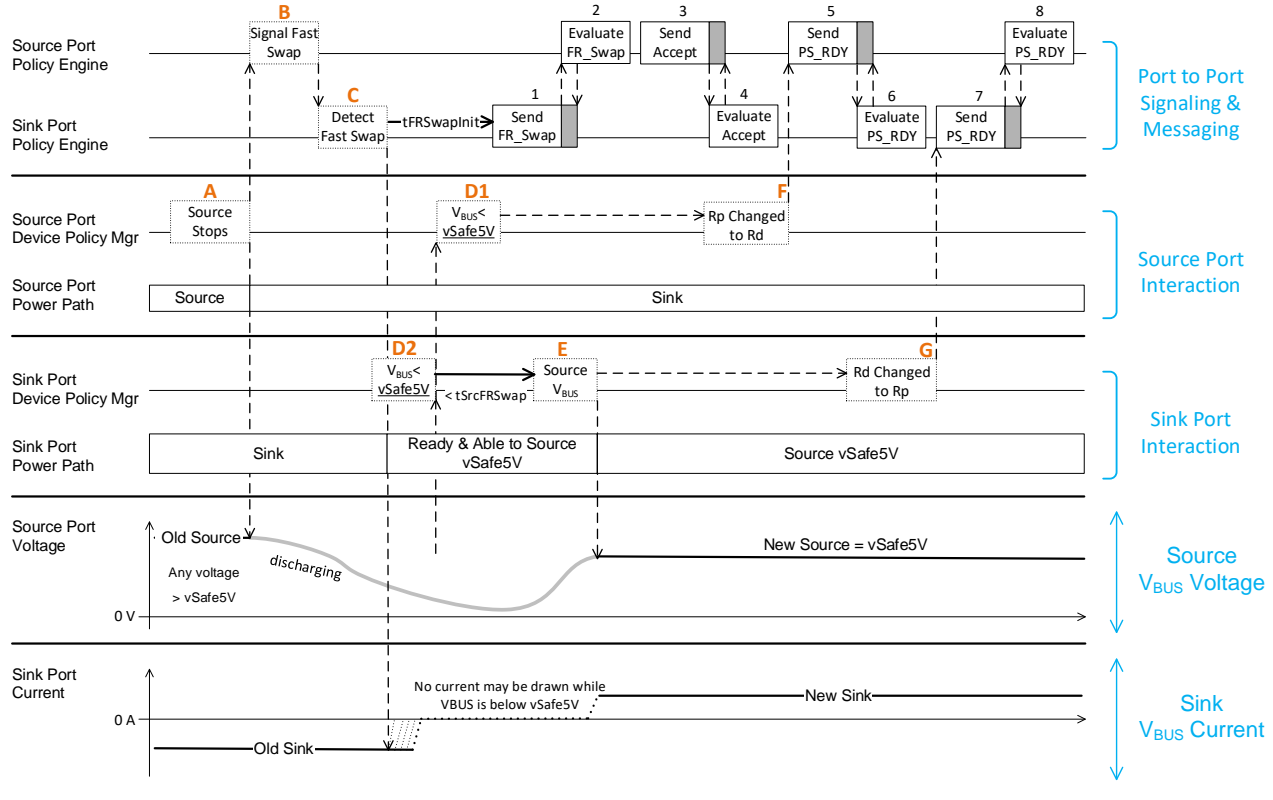 B
2
3
5
8
Source Port
Policy Engine
Signal Fast
Swap
Evaluate
FR_Swap
Send
Accept
Send
PS_RDY
Evaluate
PS_RDY
C
1
4
6
7
Sink Port
Policy Engine
Detect
Fast Swap
tFRSwapInit
Send
FR_Swap
Evaluate
Accept
Evaluate
PS_RDY
Send
PS_RDY
Port to Port
Signaling &
Messaging
A
D1
F
Source Port
Device Policy Mgr
Source
Stops
VBUS<
vSafe5V
Rp Changed
to Rd
Source Port
Power Path
Source
Sink
Source Port
Interaction
D2
E
G
Sink Port
Device Policy Mgr
VBUS<
vSafe5V
< tSrcFRSwap
Source
VBUS
Rd Changed
to Rp
Sink Port
Power Path
Sink
Ready & Able to Source
vSafe5V
Source vSafe5V
Sink Port
Interaction
Source Port
Voltage
Old Source
Any voltage
> vSafe5V
discharging
New Source = vSafe5V
0 V
Source
VBUS Voltage
Sink Port
Current
No current may be drawn while
VBUS is below vSafe5V
New Sink
0 A
Old Sink
Sink
VBUS Current